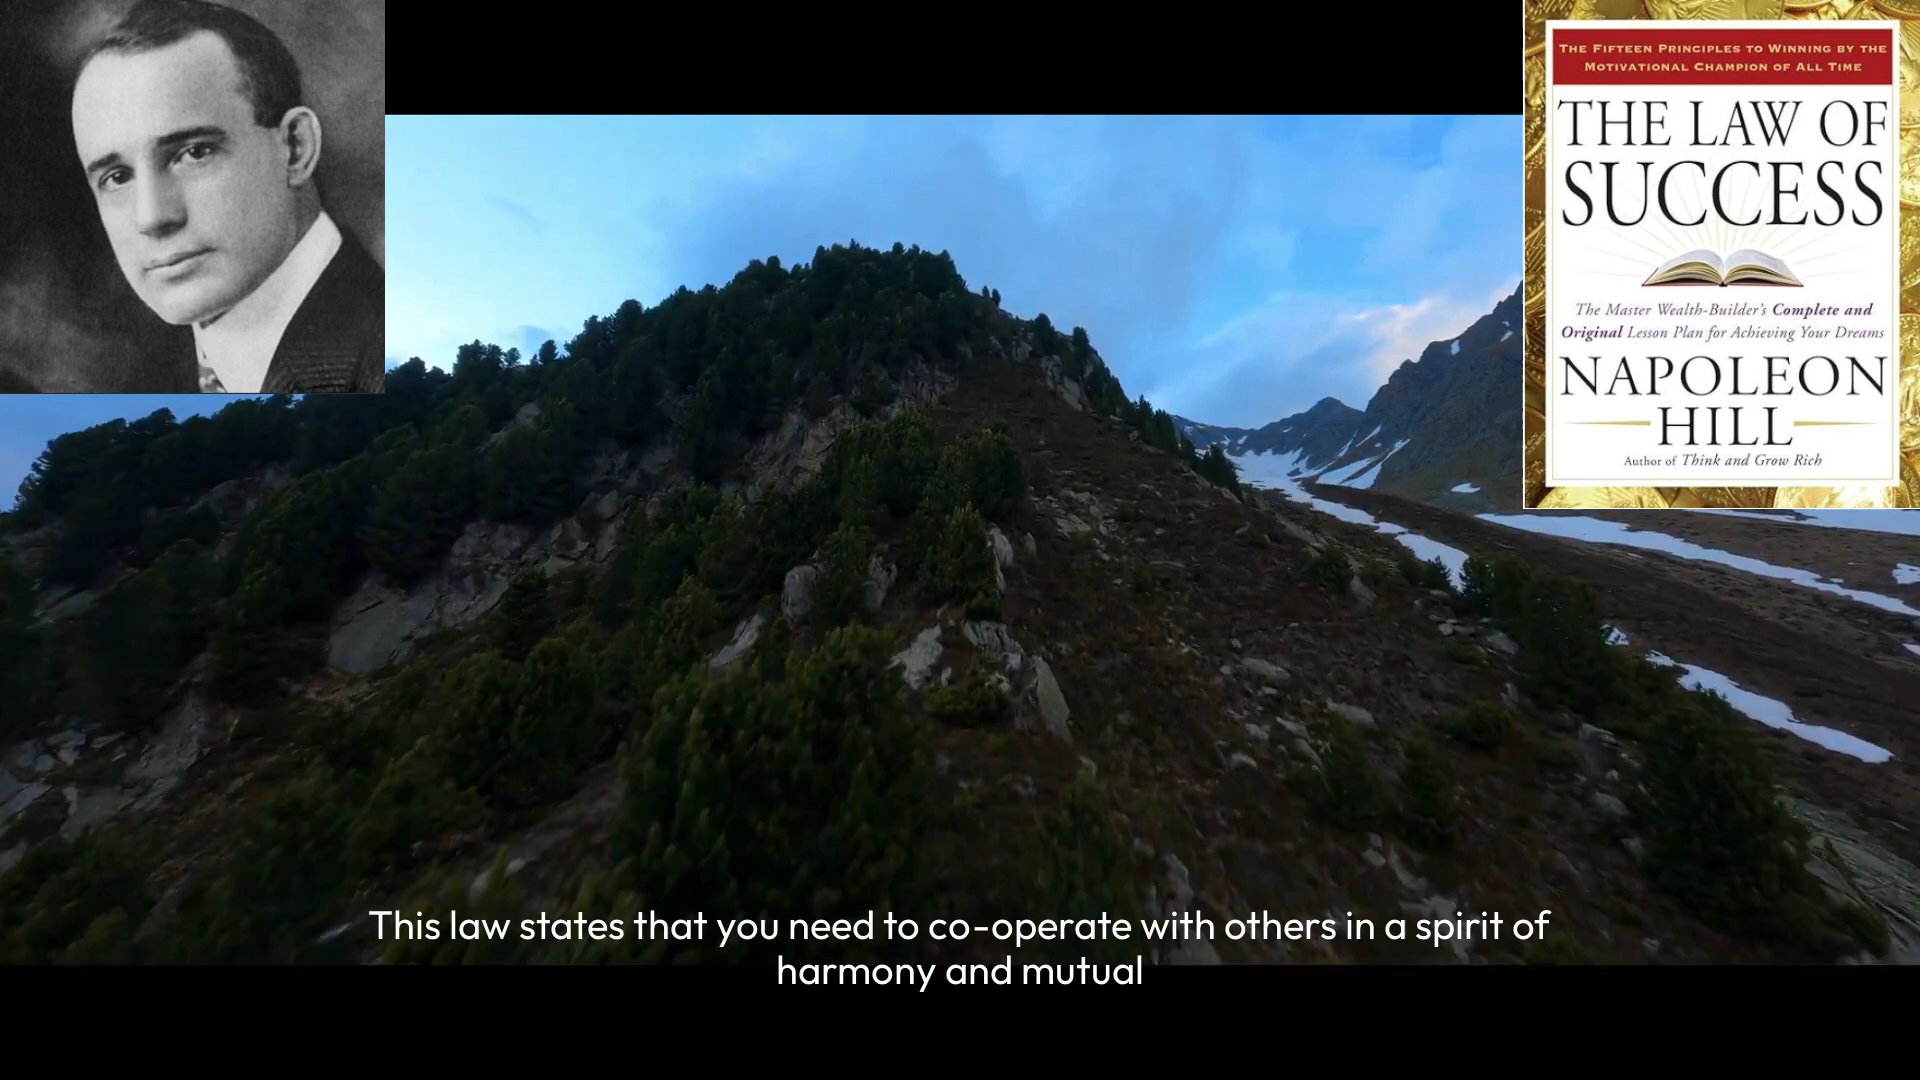 THE FIFTEEN PRINCIPLES TO WINNING BY THE
MOTIVATIONAL CHAMPION OF ALL TIME
THE LAW OF
SUCCESS
The Master Wealth-Builder's Complete and
Original Lesson Plan for Achieving Your Dreams
NAPOLEON
HILL
Author of Think and Grow Rich
This law states that you need to co-operate with others in a spirit of
harmony and mutual